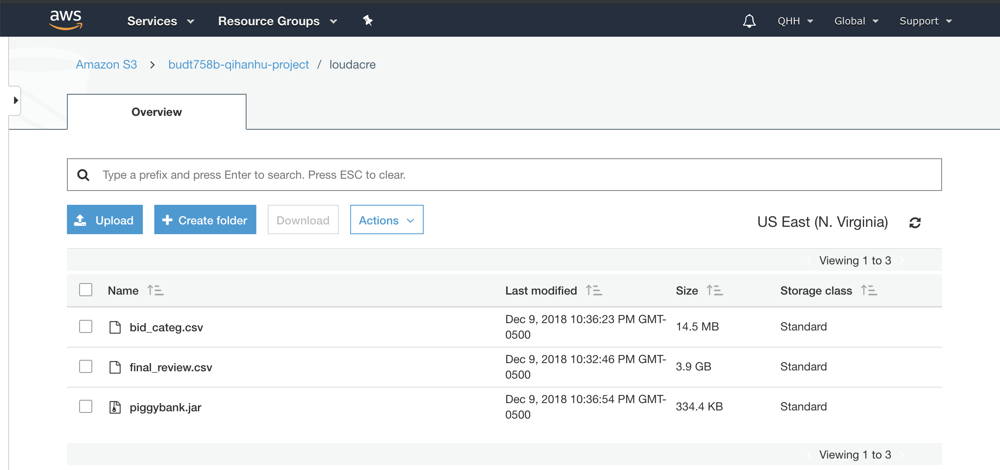 aws Services Resource Groups QHH Global Support
Amazon S3 > budt758b-qihanhu-project / loudacre
Overview
Type a prefix and press Enter to search. Press ESC to clear.
Upload + Create folder Download Actions US East (N. Virginia)
Viewing 1 to 3
Name Last modified Size Storage class
bid_categ.csv Dec 9, 2018 10:36:23 PM GMT-
0500 14.5 MB Standard
final_review.csv Dec 9, 2018 10:32:46 PM GMT-
0500 3.9 GB Standard
piggybank.jar Dec 9, 2018 10:36:54 PM GMT-
0500 334.4 KB Standard
Viewing 1 to 3